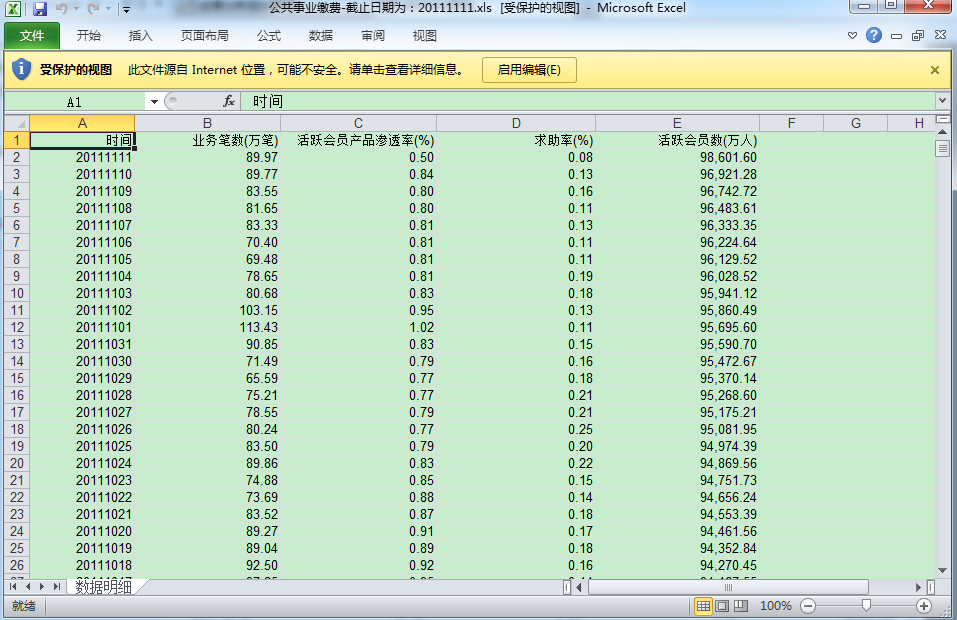 公共事业缴费-截止日期为：20111111.xls [受保护的视图] - Microsoft Excel
文件 开始 插入 页面布局 公式 数据 审阅 视图
受保护的视图 此文件源自 Internet 位置，可能不安全。请单击查看详细信息。 启用编辑(E)
A1 fx 时间
A B C D E F G H
1 时间 业务笔数(万笔) 活跃会员产品渗透率(%) 求助率(%) 活跃会员数(万人)
2 20111111 89.97 0.50 0.08 98,601.60
3 20111110 89.77 0.84 0.13 96,921.28
4 20111109 83.55 0.80 0.16 96,742.72
5 20111108 81.65 0.80 0.11 96,483.61
6 20111107 83.33 0.81 0.13 96,333.35
7 20111106 70.40 0.81 0.11 96,224.64
8 20111105 69.48 0.81 0.11 96,129.52
9 20111104 78.65 0.81 0.19 96,028.52
10 20111103 80.68 0.83 0.18 95,941.12
11 20111102 103.15 0.95 0.13 95,860.49
12 20111101 113.43 1.02 0.11 95,695.60
13 20111031 90.85 0.83 0.15 95,590.70
14 20111030 71.49 0.79 0.16 95,472.67
15 20111029 65.59 0.77 0.18 95,370.14
16 20111028 75.21 0.77 0.21 95,268.60
17 20111027 78.55 0.79 0.21 95,175.21
18 20111026 80.24 0.77 0.25 95,081.95
19 20111025 83.50 0.79 0.20 94,974.39
20 20111024 89.86 0.83 0.22 94,869.56
21 20111023 74.88 0.85 0.15 94,751.73
22 20111022 73.69 0.88 0.14 94,656.24
23 20111021 83.52 0.87 0.18 94,553.39
24 20111020 89.27 0.91 0.17 94,461.56
25 20111019 89.04 0.89 0.18 94,352.84
26 20111018 92.50 0.92 0.16 94,270.45
数据明细
就绪 100%